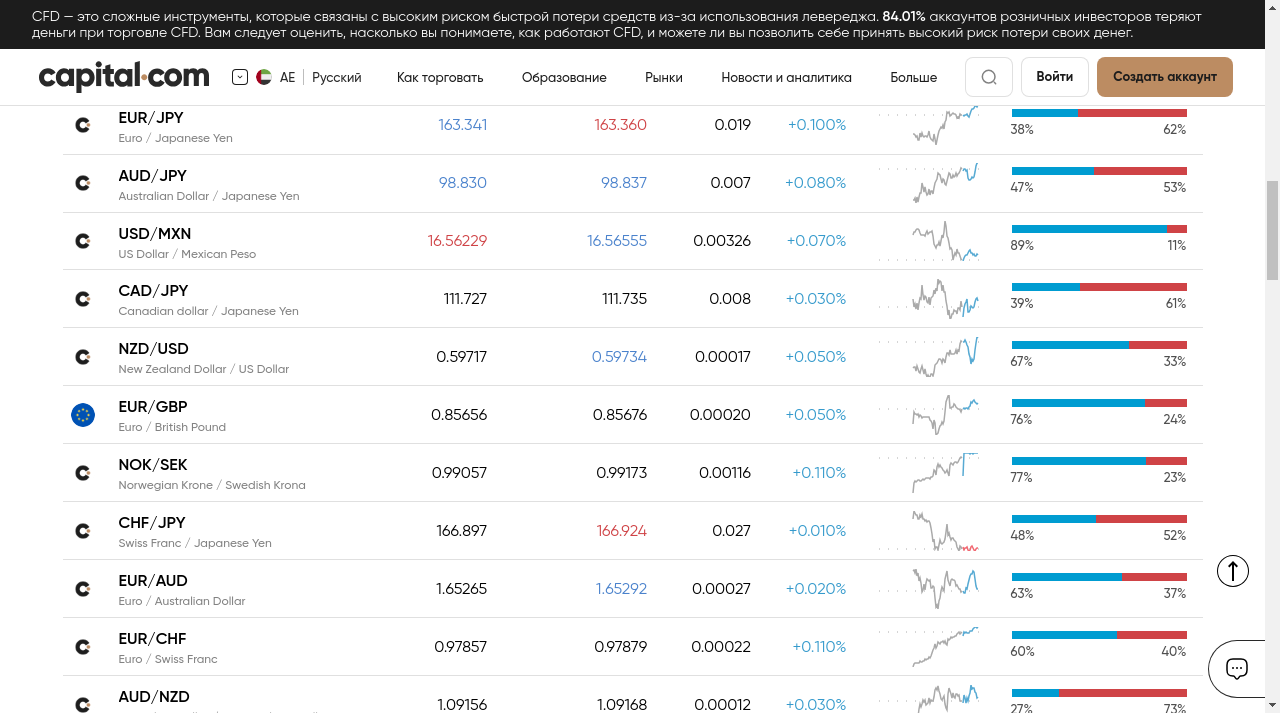 CFD — это сложные инструменты, которые связаны с высоким риском быстрой потери средств из-за использования левереджа. 84.01% аккаунтов розничных инвесторов теряют
деньги при торговле CFD. Вам следует оценить, насколько вы понимаете, как работают CFD, и можете ли вы позволить себе принять высокий риск потери своих денег.
capital.com AE Русский Как торговать Образование Рынки Новости и аналитика Больше Войти Создать аккаунт
EUR/JPY 163.341 163.360 0.019 +0.100%
Euro / Japanese Yen 38% 62%
AUD/JPY 98.830 98.837 0.007 +0.080%
Australian Dollar / Japanese Yen 47% 53%
USD/MXN 16.56229 16.56555 0.00326 +0.070%
US Dollar / Mexican Peso 89% 11%
CAD/JPY 111.727 111.735 0.008 +0.030%
Canadian dollar / Japanese Yen 39% 61%
NZD/USD 0.59717 0.59734 0.00017 +0.050%
New Zealand Dollar / US Dollar 67% 33%
EUR/GBP 0.85656 0.85676 0.00020 +0.050%
Euro / British Pound 76% 24%
NOK/SEK 0.99057 0.99173 0.00116 +0.110%
Norwegian Krone / Swedish Krona 77% 23%
CHF/JPY 166.897 166.924 0.027 +0.010%
Swiss Franc / Japanese Yen 48% 52%
EUR/AUD 1.65265 1.65292 0.00027 +0.020%
Euro / Australian Dollar 63% 37%
EUR/CHF 0.97857 0.97879 0.00022 +0.110%
Euro / Swiss Franc 60% 40%
AUD/NZD 1.09156 1.09168 0.00012 +0.030%
27% 73%